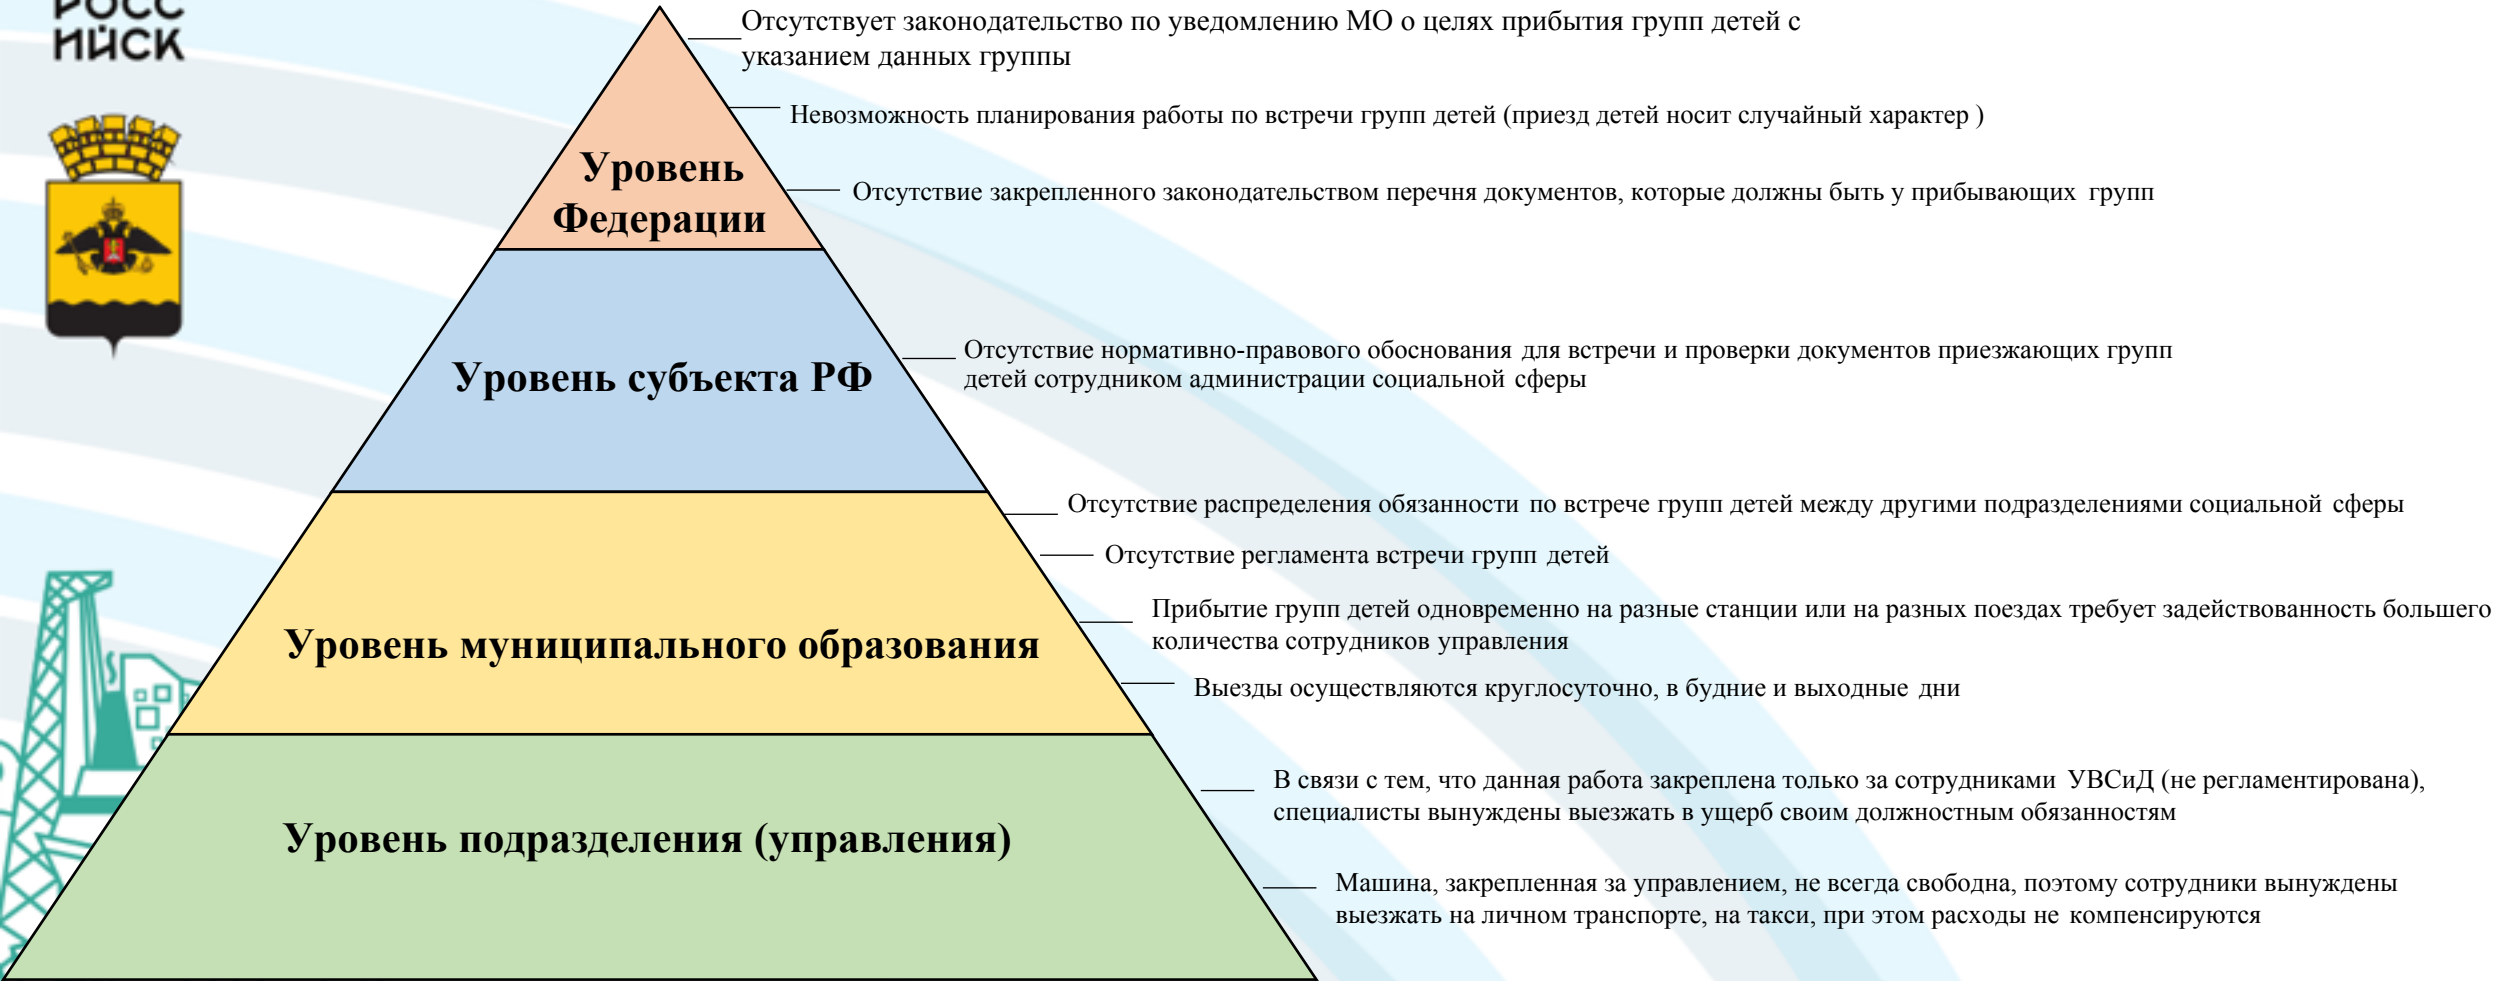 РОСС
ИЙСК
Отсутствует законодательство по уведомлению МО о целях прибытия групп детей с
указанием данных группы
Невозможность планирования работы по встречи групп детей (приезд детей носит случайный характер )
Отсутствие закрепленного законодательством перечня документов, которые должны быть у прибывающих групп
Уровень
Федерации
Отсутствие нормативно-правового обоснования для встречи и проверки документов приезжающих групп
детей сотрудником администрации социальной сферы
Уровень субъекта РФ
Отсутствие распределения обязанности по встрече групп детей между другими подразделениями социальной сферы
Отсутствие регламента встречи групп детей
Прибытие групп детей одновременно на разные станции или на разных поездах требует задействованность большего
количества сотрудников управления
Выезды осуществляются круглосуточно, в будние и выходные дни
Уровень муниципального образования
В связи с тем, что данная работа закреплена только за сотрудниками УВСиД (не регламентирована),
специалисты вынуждены выезжать в ущерб своим должностным обязанностям
Машина, закрепленная за управлением, не всегда свободна, поэтому сотрудники вынуждены
выезжать на личном транспорте, на такси, при этом расходы не компенсируются
Уровень подразделения (управления)